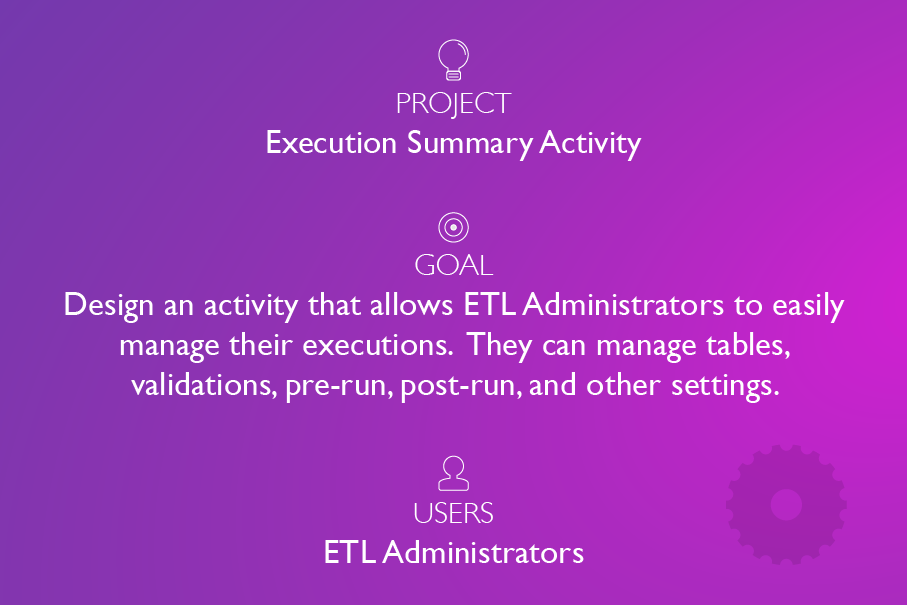 PROJECT
Execution Summary Activity
GOAL
Design an activity that allows ETL Administrators to easily
manage their executions. They can manage tables,
validations, pre-run, post-run, and other settings.
USERS
ETL Administrators